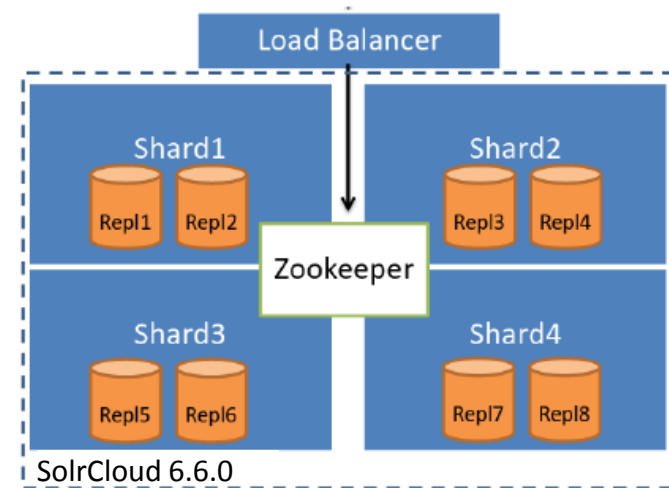 Load Balancer
Shard1
Repl1 Repl2
Shard2
Repl3 Repl4
Zookeeper
Shard3
Repl5 Repl6
Shard4
Repl7 Repl8
SolrCloud 6.6.0